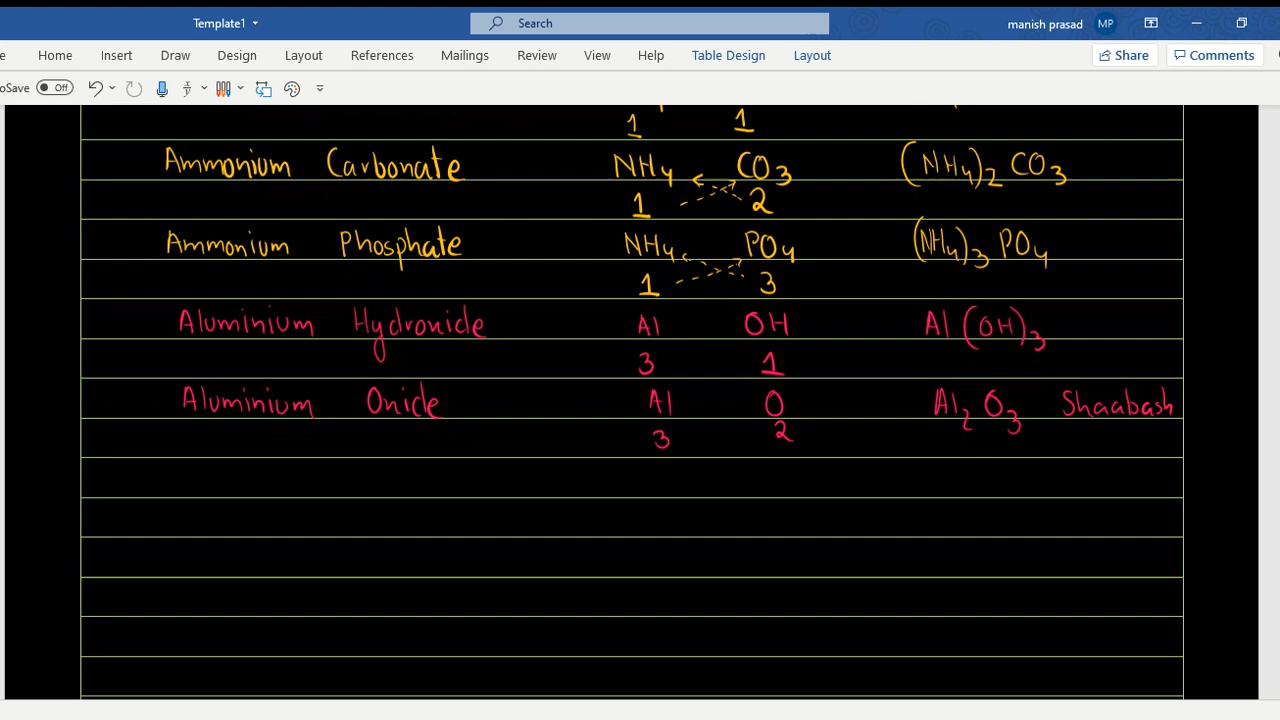 Template1
Search
manish prasad MP
Home Insert Draw Design Layout References Mailings Review View Help Table Design Layout Share Comments
oSave Off
1 1
Ammonium Carbonate NH4 CO3 (NH4)2 CO3
1 2
Ammonium Phosphate NH4 PO4 (NH4)3 PO4
1 3
Aluminium Hydroxide Al OH Al (OH)3
3 1
Aluminium Oxide Al O Al2 O3 Shaabash
3 2